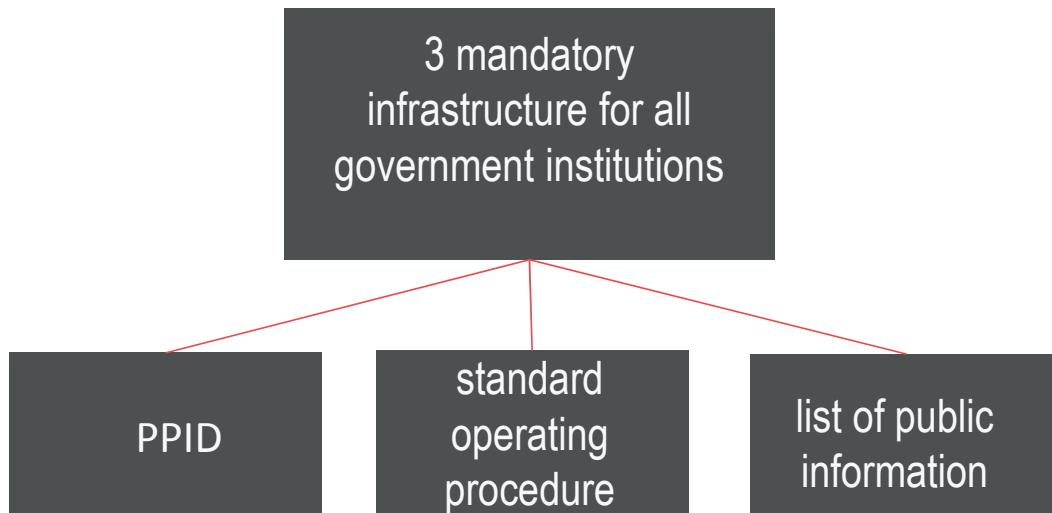 3 mandatory
infrastructure for all
government institutions
PPID
standard
operating
procedure
list of public
information